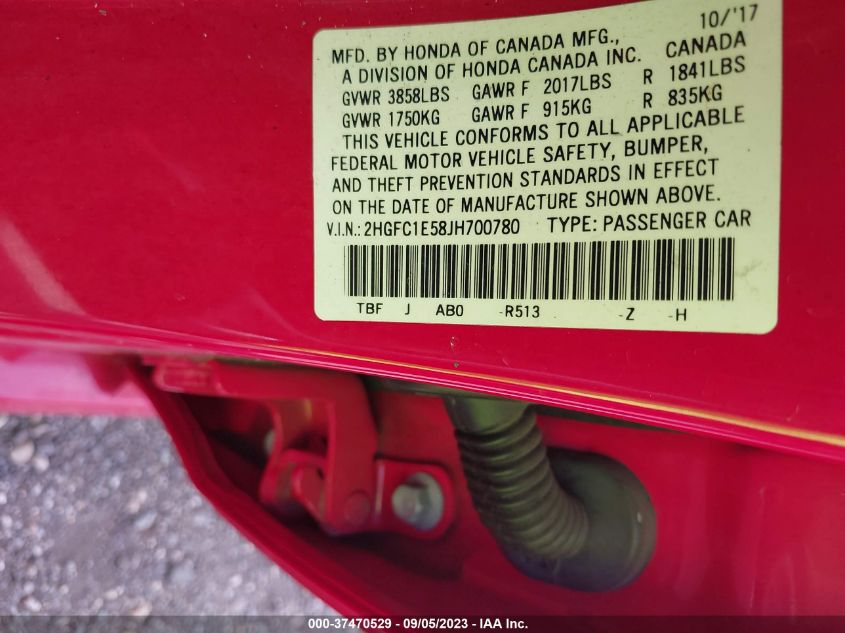 10/'17
MFD. BY HONDA OF CANADA MFG.,
A DIVISION OF HONDA CANADA INC. CANADA
GVWR 3858LBS GAWR F 2017LBS R 1841LBS
GVWR 1750KG GAWR F 915KG R 835KG
THIS VEHICLE CONFORMS TO ALL APPLICABLE
FEDERAL MOTOR VEHICLE SAFETY, BUMPER,
AND THEFT PREVENTION STANDARDS IN EFFECT
ON THE DATE OF MANUFACTURE SHOWN ABOVE.
V.I.N.: 2HGFC1E58JH700780 TYPE: PASSENGER CAR
TBF J AB0 -R513 -Z -H
000-37470529 - 09/05/2023 - IAA Inc.